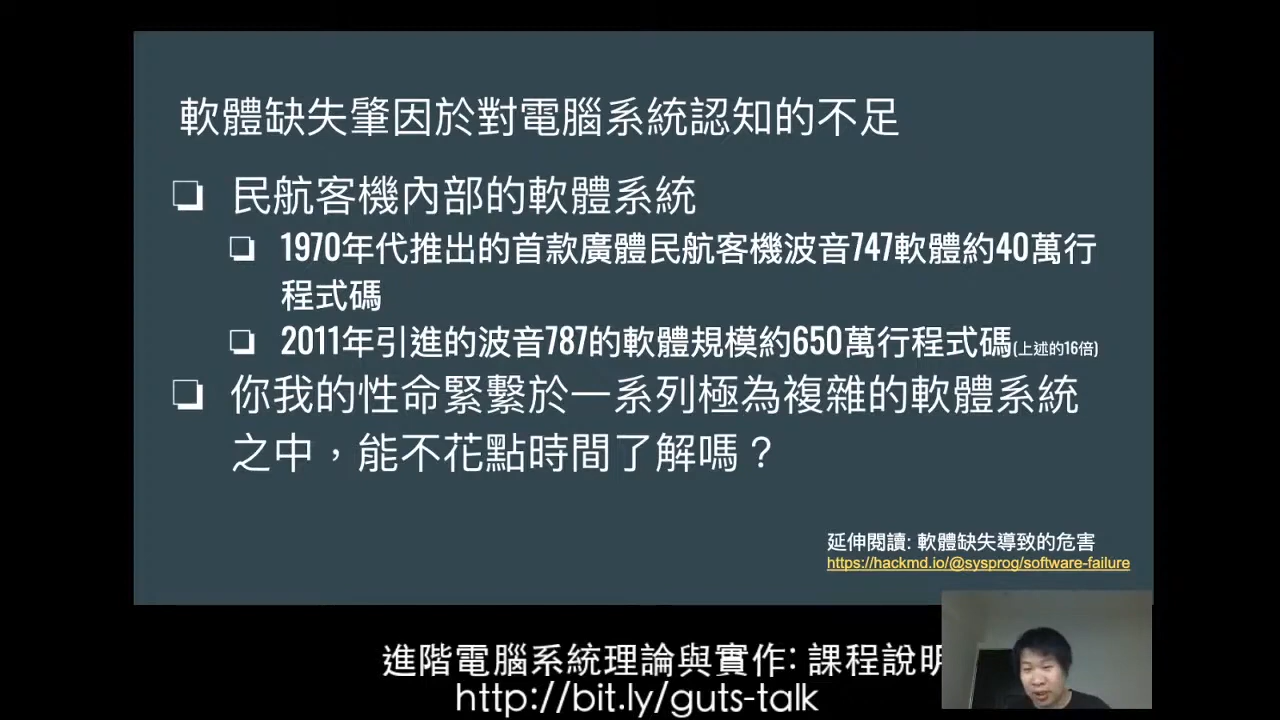 軟體缺失肇因於對電腦系統認知的不足
❏ 民航客機內部的軟體系統
❏ 1970年代推出的首款廣體民航客機波音747軟體約40萬行
程式碼
❏ 2011年引進的波音787的軟體規模約650萬行程式碼(上述的16倍)
❏ 你我的性命緊繫於一系列極為複雜的軟體系統
之中，能不花點時間了解嗎？
延伸閱讀: 軟體缺失導致的危害
https://hackmd.io/@sysprog/software-failure
進階電腦系統理論與實作: 課程說明
http://bit.ly/guts-talk